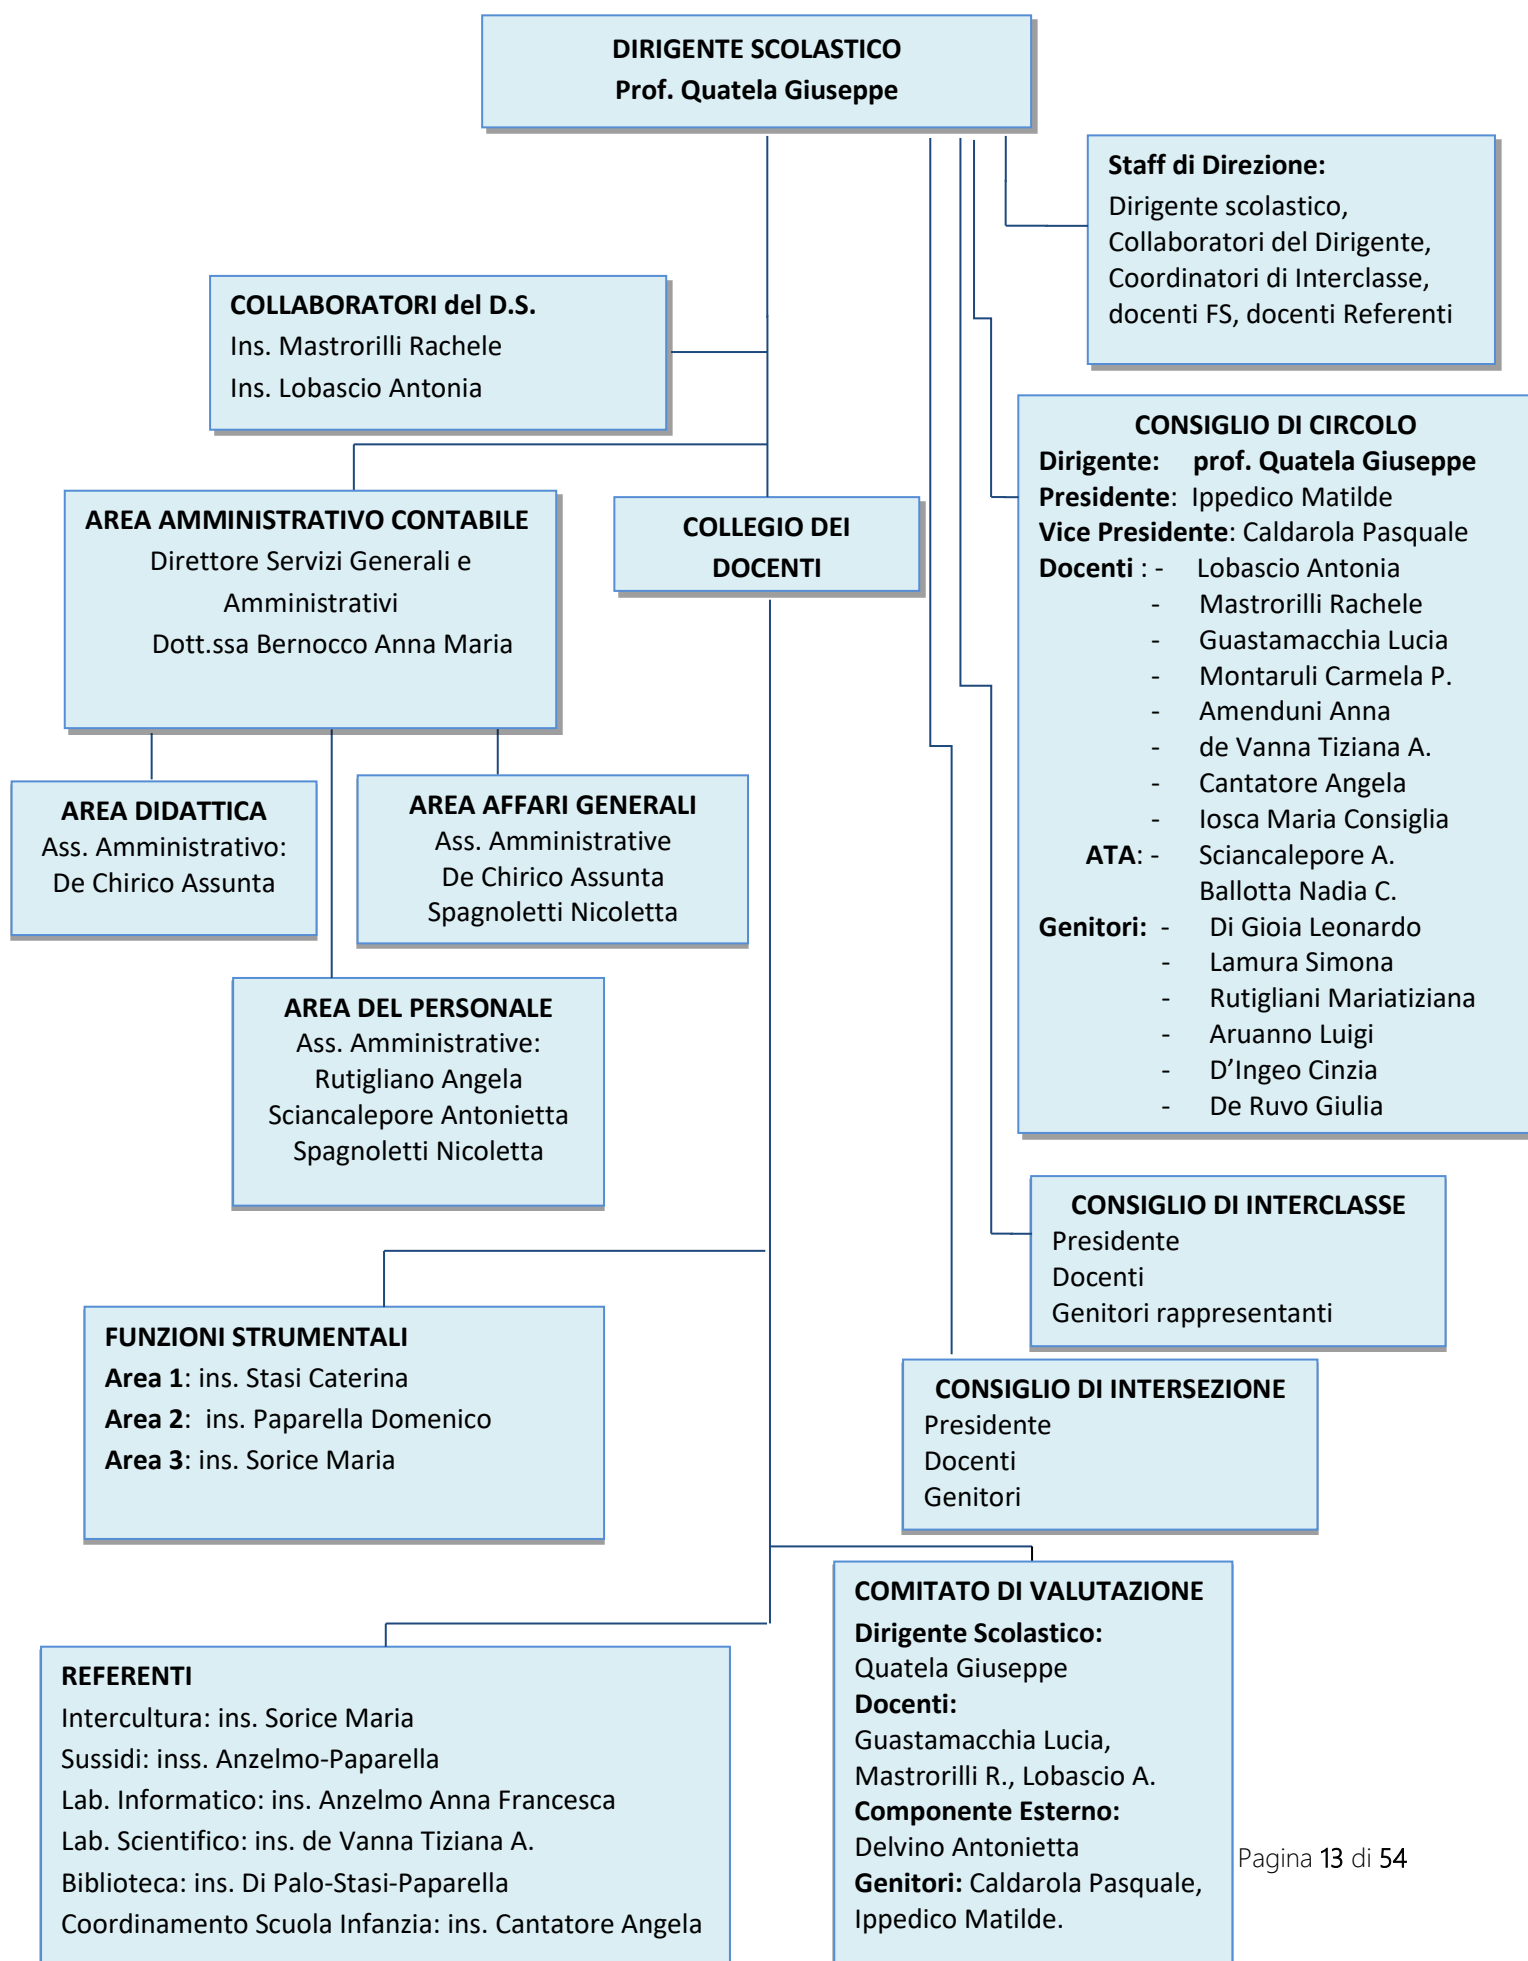 DIRIGENTE SCOLASTICO
Prof. Quatela Giuseppe
Staff di Direzione:
Dirigente scolastico,
Collaboratori del Dirigente,
Coordinatori di Interclasse,
docenti FS, docenti Referenti
COLLABORATORI del D.S.
Ins. Mastrorilli Rachele
Ins. Lobascio Antonia
CONSIGLIO DI CIRCOLO
Dirigente: prof. Quatela Giuseppe
Presidente: Ippedico Matilde
Vice Presidente: Caldarola Pasquale
Docenti : - Lobascio Antonia
- Mastrorilli Rachele
- Guastamacchia Lucia
- Montaruli Carmela P.
- Amenduni Anna
- de Vanna Tiziana A.
- Cantatore Angela
- Iosca Maria Consiglia
ATA: - Sciancalepore A.
Ballotta Nadia C.
Genitori: - Di Gioia Leonardo
- Lamura Simona
- Rutigliani Mariatiziana
- Aruanno Luigi
- D’Ingeo Cinzia
- De Ruvo Giulia
AREA AMMINISTRATIVO CONTABILE
Direttore Servizi Generali e
Amministrativi
Dott.ssa Bernocco Anna Maria
COLLEGIO DEI
DOCENTI
AREA DIDATTICA
Ass. Amministrativo:
De Chirico Assunta
AREA AFFARI GENERALI
Ass. Amministrative
De Chirico Assunta
Spagnoletti Nicoletta
AREA DEL PERSONALE
Ass. Amministrative:
Rutigliano Angela
Sciancalepore Antonietta
Spagnoletti Nicoletta
CONSIGLIO DI INTERCLASSE
Presidente
Docenti
Genitori rappresentanti
FUNZIONI STRUMENTALI
Area 1: ins. Stasi Caterina
Area 2: ins. Paparella Domenico
Area 3: ins. Sorice Maria
CONSIGLIO DI INTERSEZIONE
Presidente
Docenti
Genitori
COMITATO DI VALUTAZIONE
Dirigente Scolastico:
Quatela Giuseppe
Docenti:
Guastamacchia Lucia,
Mastrorilli R., Lobascio A.
Componente Esterno:
Delvino Antonietta
Genitori: Caldarola Pasquale,
Ippedico Matilde.
REFERENTI
Intercultura: ins. Sorice Maria
Sussidi: inss. Anzelmo-Paparella
Lab. Informatico: ins. Anzelmo Anna Francesca
Lab. Scientifico: ins. de Vanna Tiziana A.
Biblioteca: ins. Di Palo-Stasi-Paparella
Coordinamento Scuola Infanzia: ins. Cantatore Angela
Pagina 13 di 54